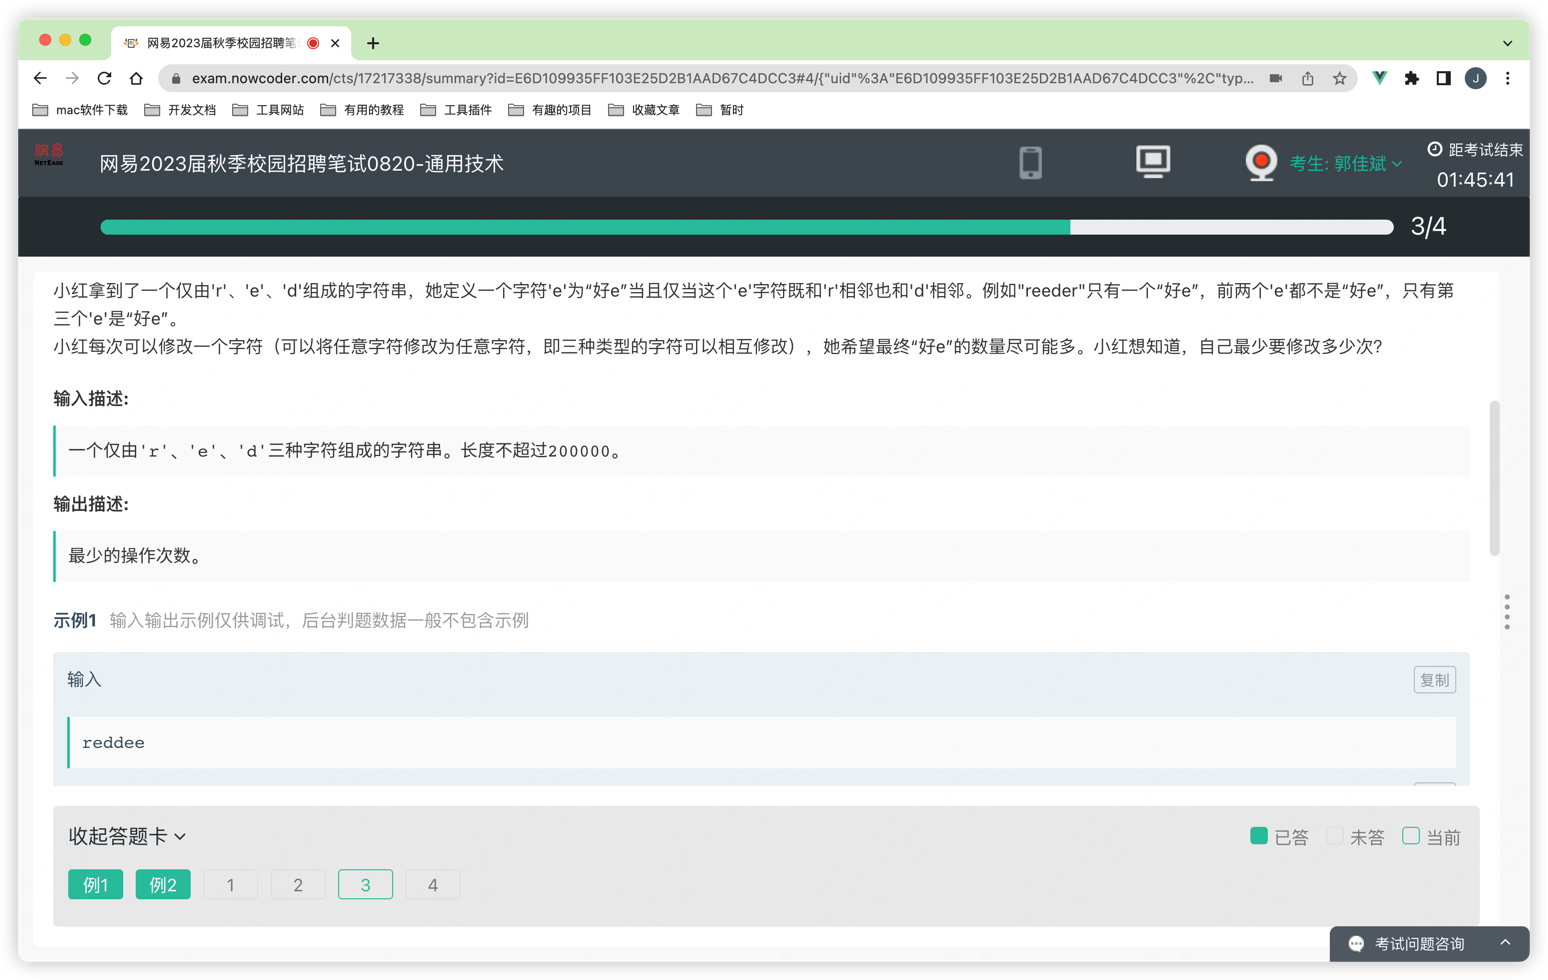 网易2023届秋季校园招聘笔
exam.nowcoder.com/cts/17217338/summary?id=E6D109935FF103E25D2B1AAD67C4DCC3#4/{"uid"%3A"E6D109935FF103E25D2B1AAD67C4DCC3"%2C"typ...
J
mac软件下载 开发文档 工具网站 有用的教程 工具插件 有趣的项目 收藏文章 暂时
網易
NETEASE
网易2023届秋季校园招聘笔试0820-通用技术
考生: 郭佳斌
距考试结束
01:45:41
3/4
小红拿到了一个仅由'r'、'e'、'd'组成的字符串，她定义一个字符'e'为“好e”当且仅当这个'e'字符既和'r'相邻也和'd'相邻。例如"reeder"只有一个“好e”，前两个'e'都不是“好e”，只有第
三个'e'是“好e”。
小红每次可以修改一个字符（可以将任意字符修改为任意字符，即三种类型的字符可以相互修改），她希望最终“好e”的数量尽可能多。小红想知道，自己最少要修改多少次？
输入描述:
一个仅由'r'、'e'、'd'三种字符组成的字符串。长度不超过200000。
输出描述:
最少的操作次数。
示例1 输入输出示例仅供调试，后台判题数据一般不包含示例
输入
复制
reddee
收起答题卡
已答 未答 当前
例1 例2 1 2 3 4
考试问题咨询